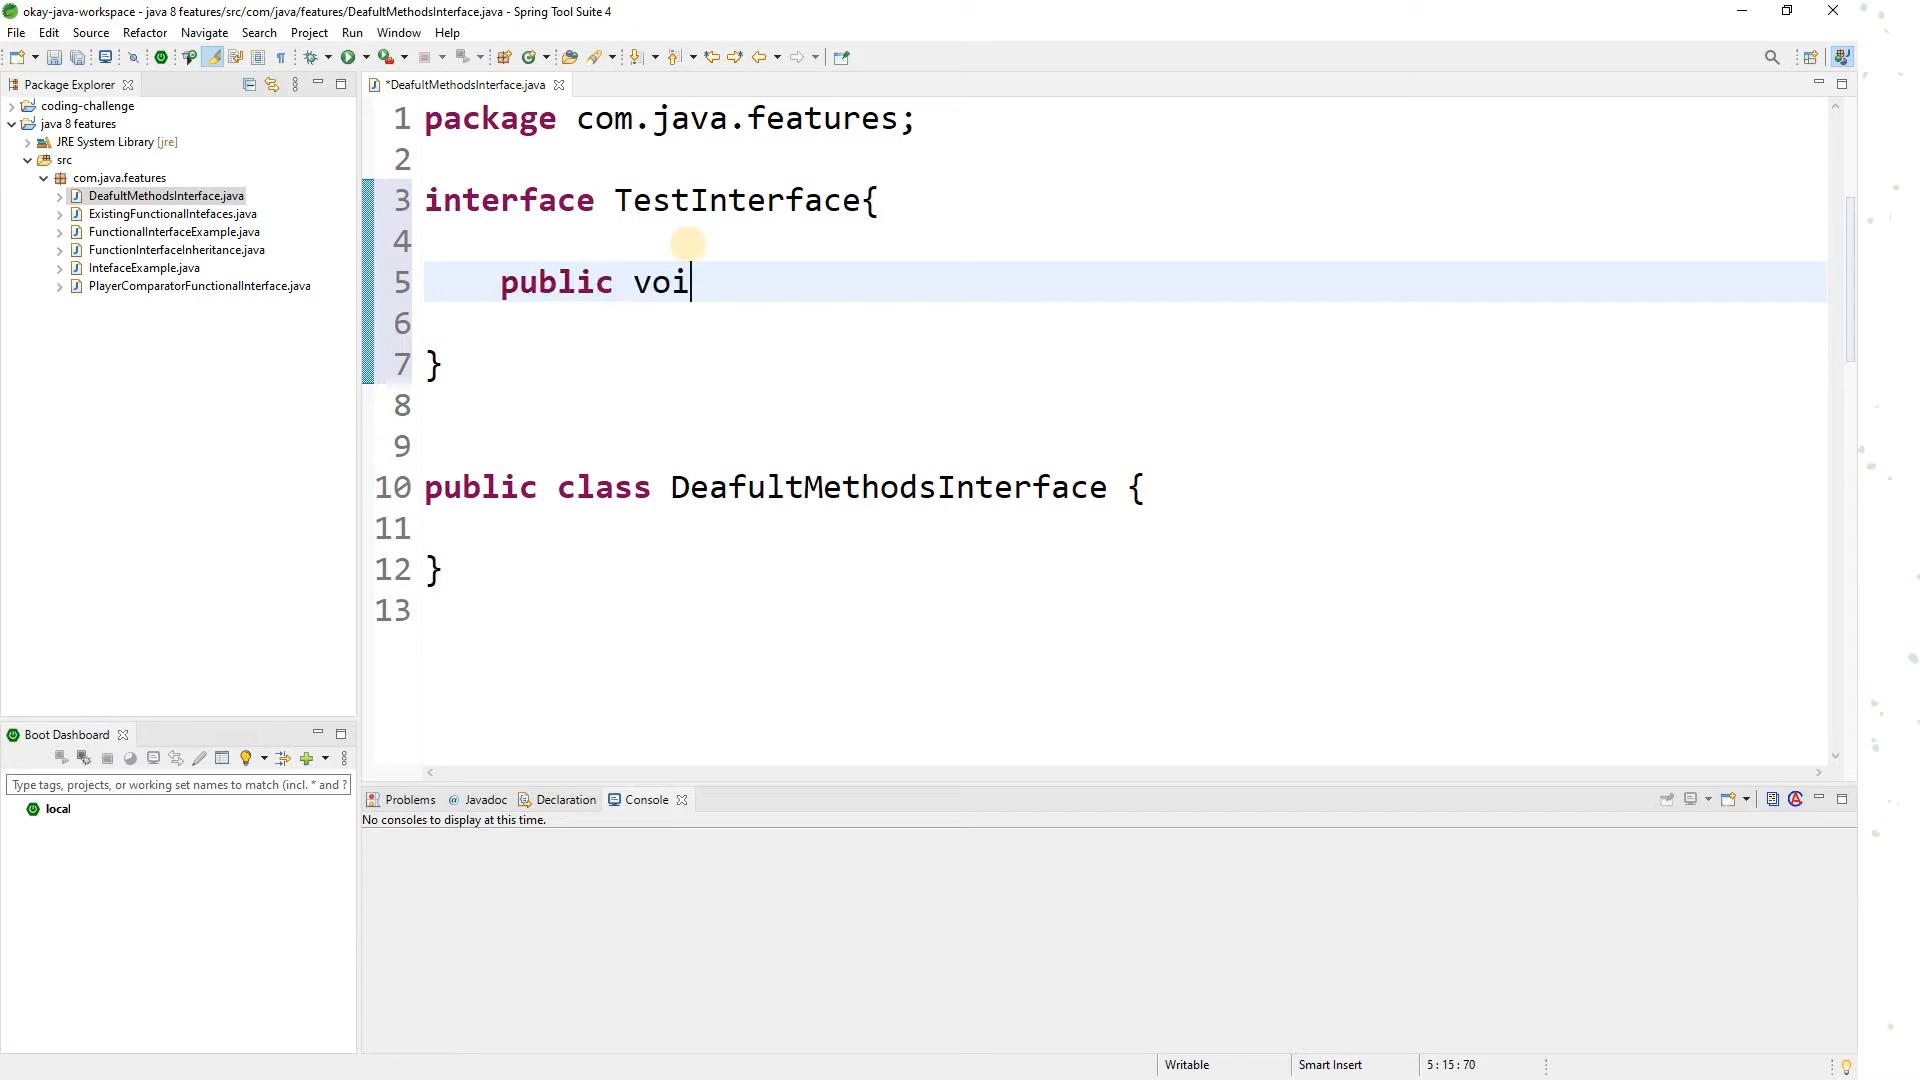 okay-java-workspace - java 8 features/src/com/java/features/DeafultMethodsInterface.java - Spring Tool Suite 4
File Edit Source Refactor Navigate Search Project Run Window Help
Package Explorer
coding-challenge
java 8 features
JRE System Library [jre]
src
com.java.features
DeafultMethodsInterface.java
ExistingFunctionalIntefaces.java
FunctionalInterfaceExample.java
FunctionInterfaceInheritance.java
IntefaceExample.java
PlayerComparatorFunctionalInterface.java
*DeafultMethodsInterface.java
1 package com.java.features;
2
3 interface TestInterface{
4
5 public voi
6
7 }
8
9
10 public class DeafultMethodsInterface {
11
12 }
13
Boot Dashboard
Type tags, projects, or working set names to match (incl. * and ?
local
Problems @ Javadoc Declaration Console
No consoles to display at this time.
Writable Smart Insert 5 : 15 : 70